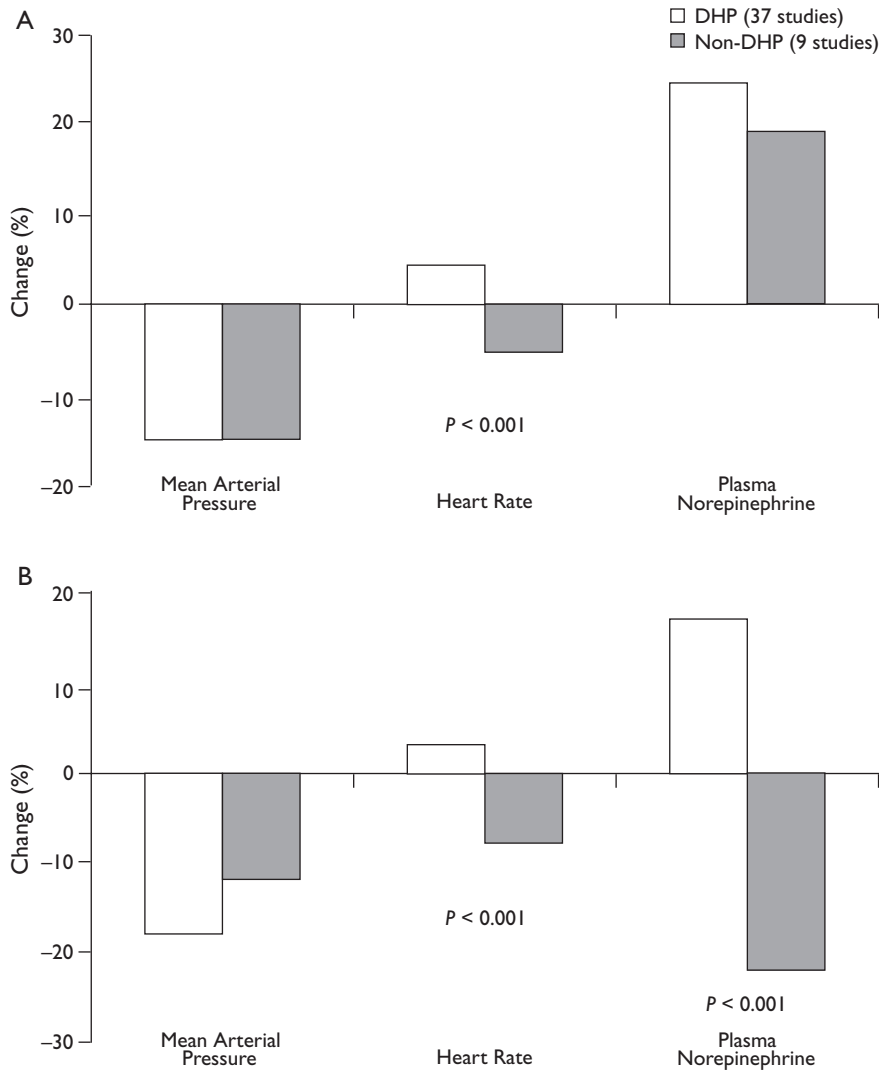 A
DHP (37 studies)
Non-DHP (9 studies)
30
20
10
0
–10
–20
Change (%)
P < 0.001
Mean Arterial
Pressure
Heart Rate
Plasma
Norepinephrine
B
20
10
0
–10
–20
–30
Change (%)
P < 0.001
P < 0.001
Mean Arterial
Pressure
Heart Rate
Plasma
Norepinephrine